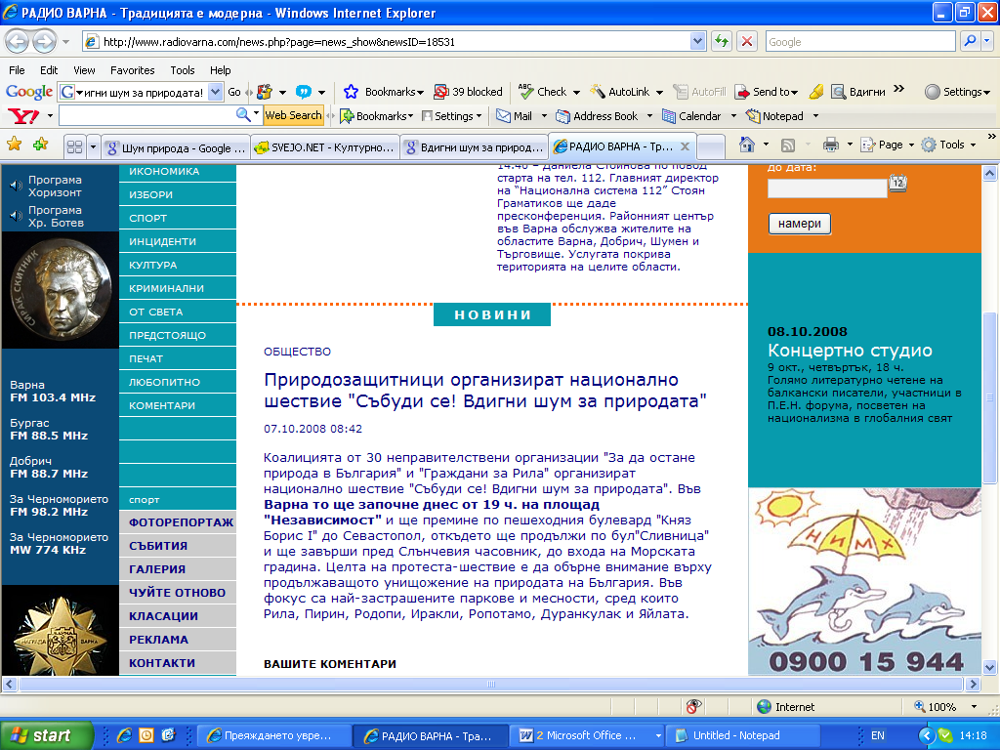 РАДИО ВАРНА - Традицията е модерна - Windows Internet Explorer
http://www.radiovarna.com/news.php?page=news_show&newsID=18531
Google
File Edit View Favorites Tools Help
Google
G игни шум за природата!
Go
Bookmarks
39 blocked
ABC Check
AutoLink
AutoFill
Send to
Вдигни
Settings
Y!
Web Search
Bookmarks
Settings
Mail
Address Book
Calendar
Notepad
Шум природа - Google ...
SVEJO.NET - Културно...
Вдигни шум за природ...
РАДИО ВАРНА - Тр...
Page
Tools
Програма
Хоризонт
Програма
Хр. Ботев
СИРАК СКИТНИК
Варна
FM 103.4 MHz
Бургас
FM 88.5 MHz
Добрич
FM 88.7 MHz
За Черноморието
FM 98.2 MHz
За Черноморието
MW 774 KHz
НАГРАДА ВАРНА
ИКОНОМИКА
ИЗБОРИ
СПОРТ
ИНЦИДЕНТИ
КУЛТУРА
КРИМИНАЛНИ
ОТ СВЕТА
ПРЕДСТОЯЩО
ПЕЧАТ
ЛЮБОПИТНО
КОМЕНТАРИ
спорт
ФОТОРЕПОРТАЖ
СЪБИТИЯ
ГАЛЕРИЯ
ЧУЙТЕ ОТНОВО
КЛАСАЦИИ
РЕКЛАМА
КОНТАКТИ
14.40 – Даниела Стойнова по повод
старта на тел. 112. Главният директор
на "Национална система 112" Стоян
Граматиков ще даде
пресконференция. Районният център
във Варна обслужва жителите на
областите Варна, Добрич, Шумен и
Търговище. Услугата покрива
територията на целите области.
НОВИНИ
ОБЩЕСТВО
Природозащитници организират национално
шествие "Събуди се! Вдигни шум за природата"
07.10.2008 08:42
Коалицията от 30 неправителствени организации "За да остане
природа в България" и "Граждани за Рила" организират
национално шествие "Събуди се! Вдигни шум за природата". Във
Варна то ще започне днес от 19 ч. на площад
"Независимост" и ще премине по пешеходния булевард "Княз
Борис I" до Севастопол, откъдето ще продължи по бул"Сливница"
и ще завърши пред Слънчевия часовник, до входа на Морската
градина. Целта на протеста-шествие е да обърне внимание върху
продължаващото унищожение на природата на България. Във
фокус са най-застрашените паркове и месности, сред които
Рила, Пирин, Родопи, Иракли, Ропотамо, Дуранкулак и Яйлата.
ВАШИТЕ КОМЕНТАРИ
до дата:
12
намери
08.10.2008
Концертно студио
9 окт., четвъртък, 18 ч.
Голямо литературно четене на
балкански писатели, участници в
П.Е.Н. форума, посветен на
национализма в глобалния свят
НИМХ
0900 15 944
Internet
100%
start
Преяждането увре...
РАДИО ВАРНА - Тра...
2 Microsoft Office ...
Untitled - Notepad
EN
14:18